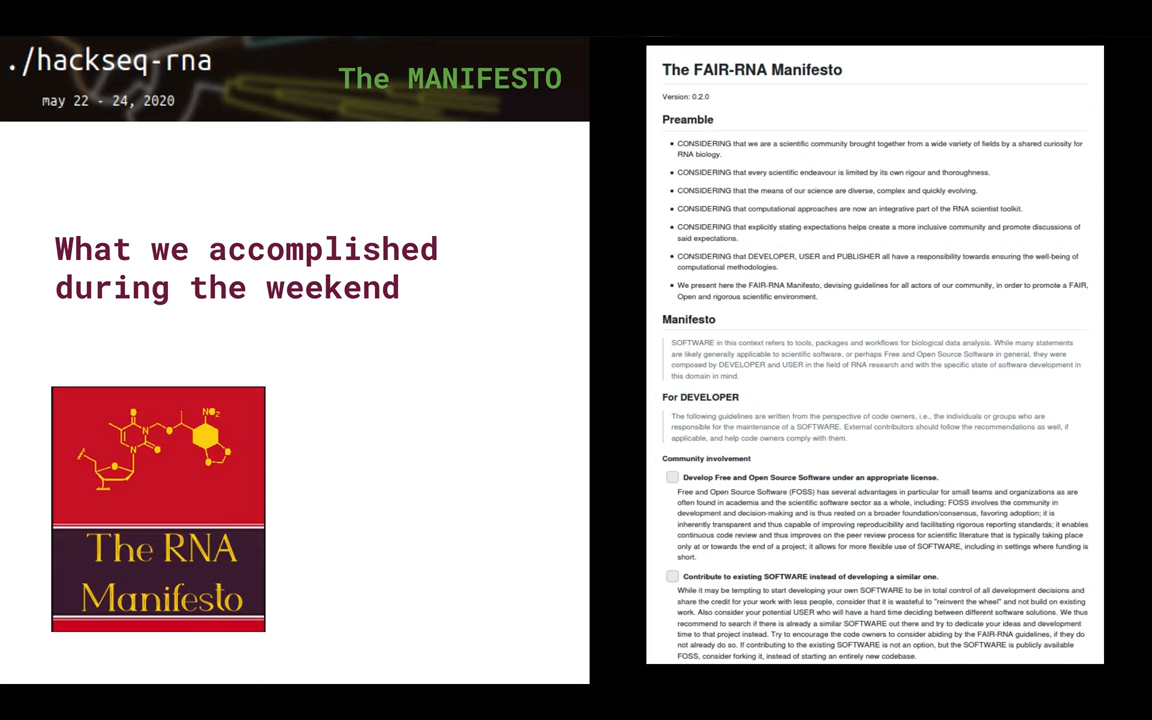 ./hackseq-rna
may 22 - 24, 2020
The MANIFESTO
What we accomplished
during the weekend
NO₂
O
N
O
N
O
O
O
O
The RNA
Manifesto
The FAIR-RNA Manifesto
Version: 0.2.0
Preamble
• CONSIDERING that we are a scientific community brought together from a wide variety of fields by a shared curiosity for
RNA biology.
• CONSIDERING that every scientific endeavour is limited by its own rigour and thoroughness.
• CONSIDERING that the means of our science are diverse, complex and quickly evolving.
• CONSIDERING that computational approaches are now an integrative part of the RNA scientist toolkit.
• CONSIDERING that explicitly stating expectations helps create a more inclusive community and promote discussions of
said expectations.
• CONSIDERING that DEVELOPER, USER and PUBLISHER all have a responsibility towards ensuring the well-being of
computational methodologies.
• We present here the FAIR-RNA Manifesto, devising guidelines for all actors of our community, in order to promote a FAIR,
Open and rigorous scientific environment.
Manifesto
SOFTWARE in this context refers to tools, packages and workflows for biological data analysis. While many statements
are likely generally applicable to scientific software, or perhaps Free and Open Source Software in general, they were
composed by DEVELOPER and USER in the field of RNA research and with the specific state of software development in
this domain in mind.
For DEVELOPER
The following guidelines are written from the perspective of code owners, i.e., the individuals or groups who are
responsible for the maintenance of a SOFTWARE. External contributors should follow the recommendations as well, if
applicable, and help code owners comply with them.
Community involvement
Develop Free and Open Source Software under an appropriate license.
Free and Open Source Software (FOSS) has several advantages in particular for small teams and organizations as are
often found in academia and the scientific software sector as a whole, including: FOSS involves the community in
development and decision-making and is thus rested on a broader foundation/consensus, favoring adoption; it is
inherently transparent and thus capable of improving reproducibility and facilitating rigorous reporting standards; it enables
continuous code review and thus improves on the peer review process for scientific literature that is typically taking place
only at or towards the end of a project; it allows for more flexible use of SOFTWARE, including in settings where funding is
short.
Contribute to existing SOFTWARE instead of developing a similar one.
While it may be tempting to start developing your own SOFTWARE to be in total control of all development decisions and
share the credit for your work with less people, consider that it is wasteful to "reinvent the wheel" and not build on existing
work. Also consider your potential USER who will have a hard time deciding between different software solutions. We thus
recommend to search if there is already a similar SOFTWARE out there and try to dedicate your ideas and development
time to that project instead. Try to encourage the code owners to consider abiding by the FAIR-RNA guidelines, if they do
not already do so. If contributing to the existing SOFTWARE is not an option, but the SOFTWARE is publicly available
FOSS, consider forking it, instead of starting an entirely new codebase.